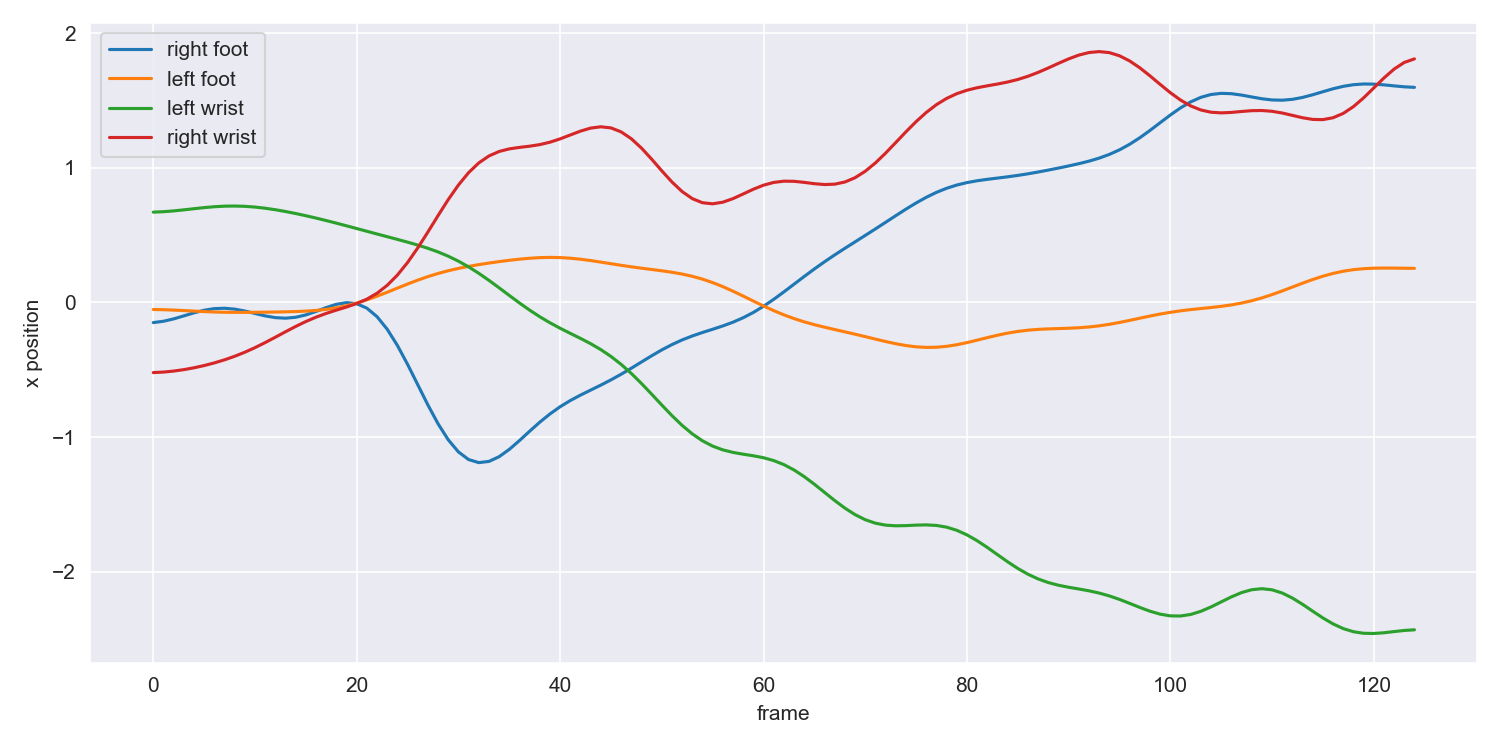 2
1
0
−1
−2
x position
right foot
left foot
left wrist
right wrist
0 20 40 60 80 100 120
frame